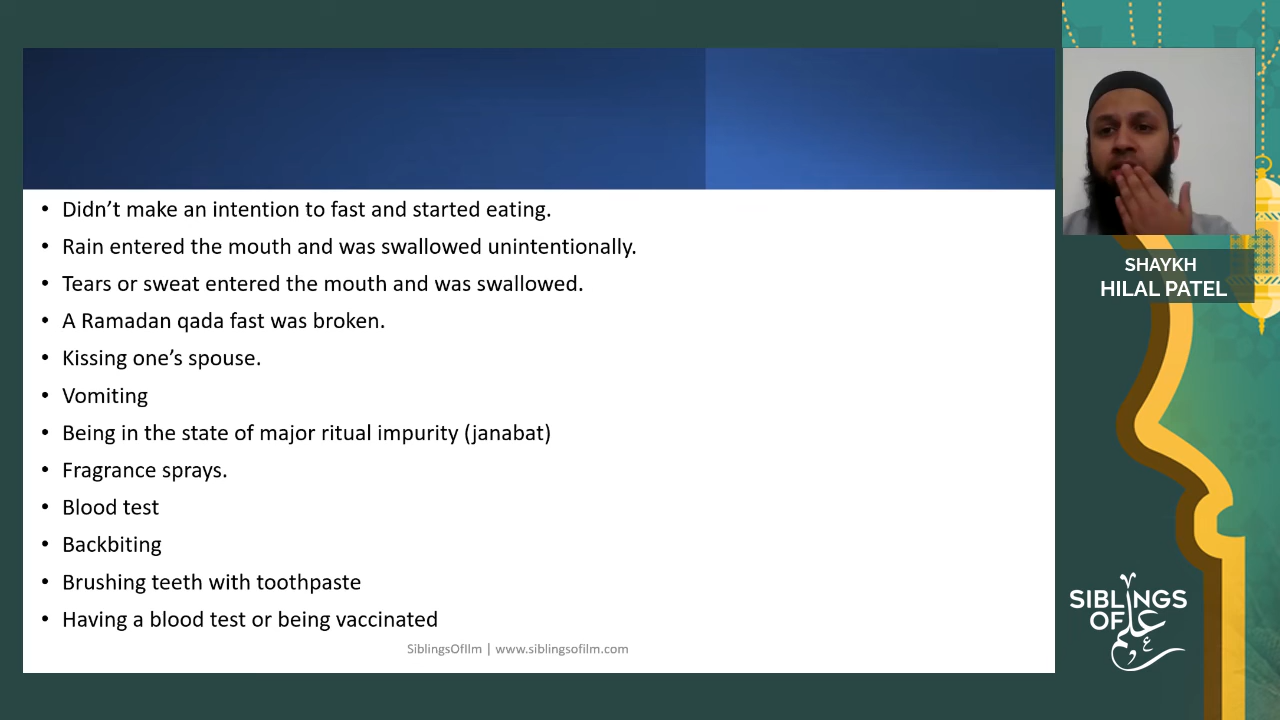 • Didn’t make an intention to fast and started eating.
• Rain entered the mouth and was swallowed unintentionally.
• Tears or sweat entered the mouth and was swallowed.
• A Ramadan qada fast was broken.
• Kissing one’s spouse.
• Vomiting
• Being in the state of major ritual impurity (janabat)
• Fragrance sprays.
• Blood test
• Backbiting
• Brushing teeth with toothpaste
• Having a blood test or being vaccinated
SiblingsOfIlm | www.siblingsofilm.com
SHAYKH
HILAL PATEL
SIBLINGS
OF علم